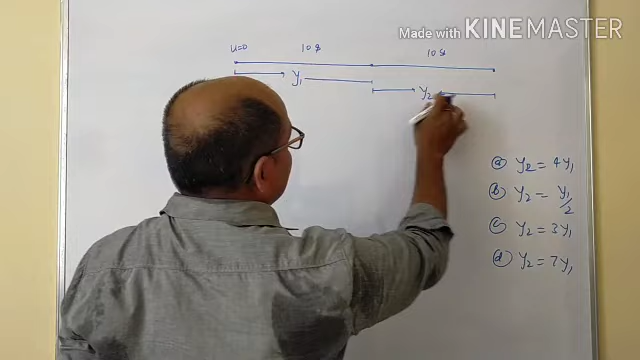 Made with KINEMASTER
u=0 10 s 10 s
y₁
y₂
(a) y₂ = 4y₁
(b) y₂ = y₁/2
(c) y₂ = 3y₁
(d) y₂ = 7y₁